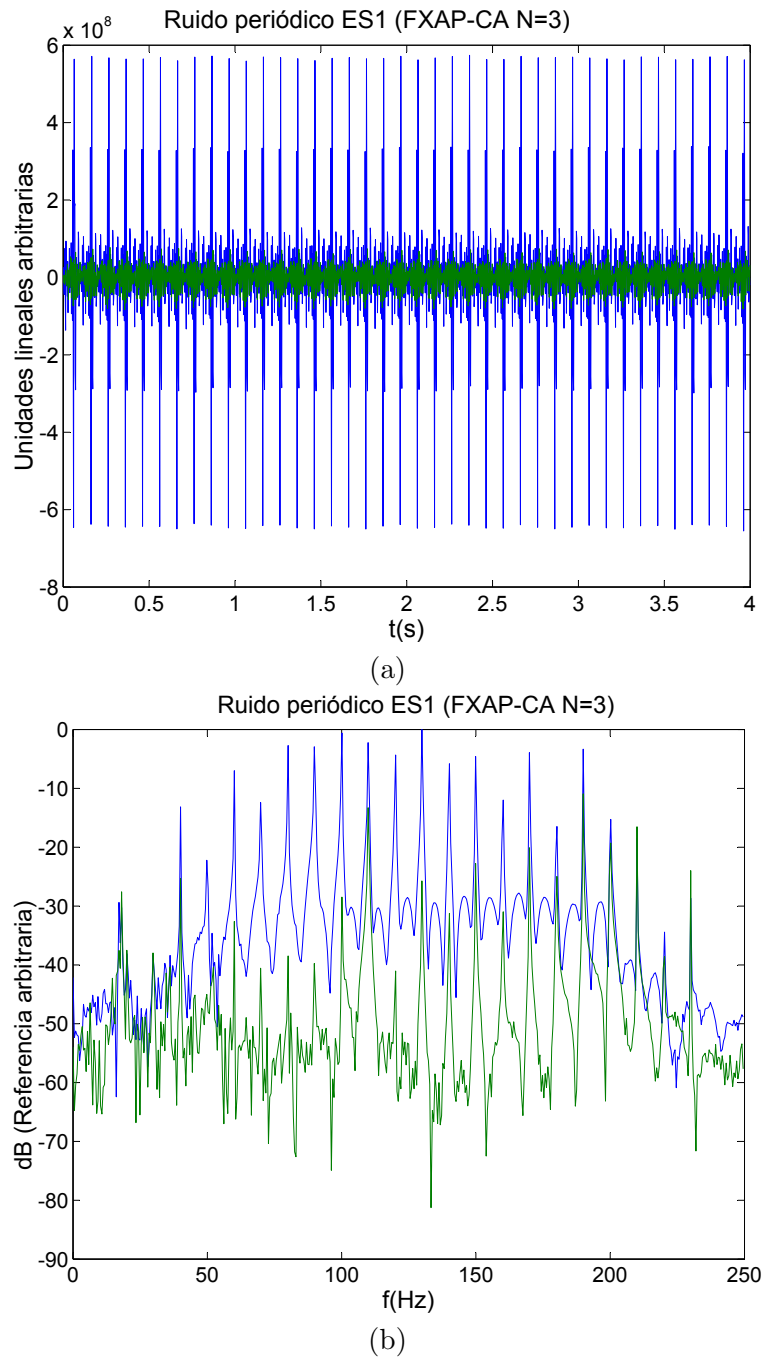 Ruido periódico ES1 (FXAP-CA N=3)
x 10^8
6
4
2
0
-2
-4
-6
-8
Unidades lineales arbitrarias
0 0.5 1 1.5 2 2.5 3 3.5 4
t(s)
(a)
Ruido periódico ES1 (FXAP-CA N=3)
0
-10
-20
-30
-40
-50
-60
-70
-80
-90
dB (Referencia arbitraria)
0 50 100 150 200 250
f(Hz)
(b)